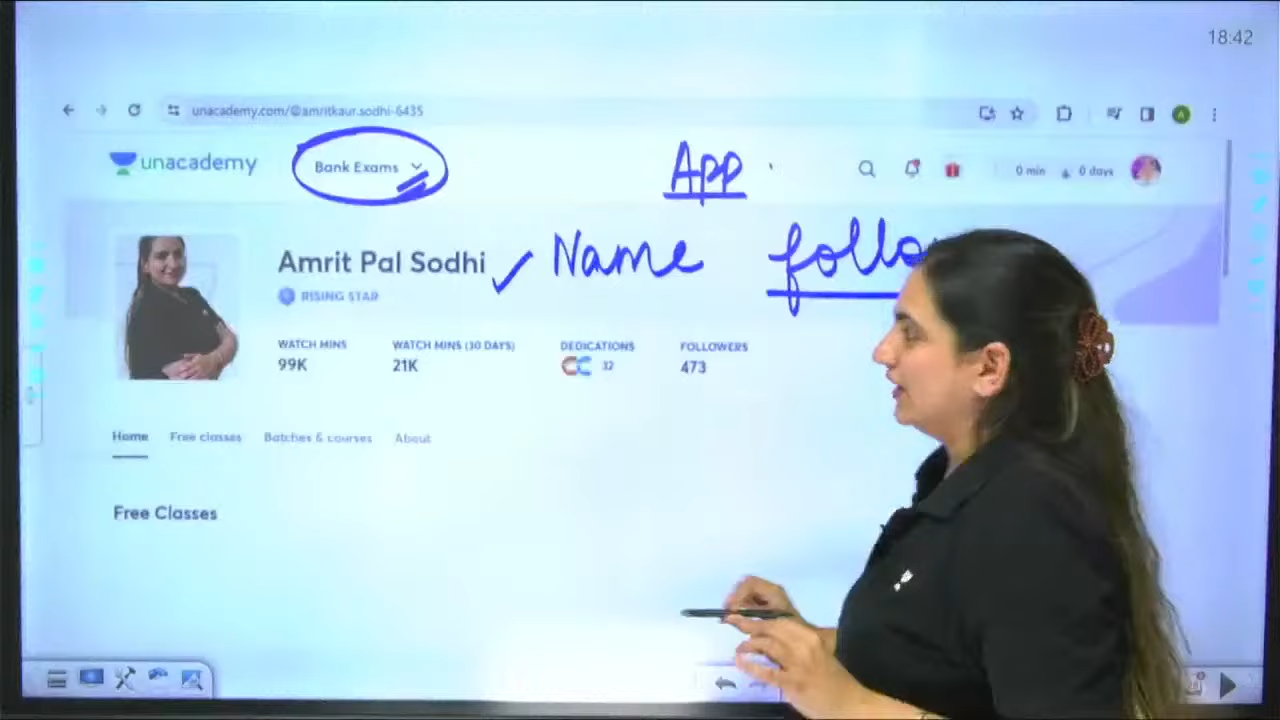 18:42
unacademy.com/@amritkaur.sodhi-6435
unacademy
Bank Exams
App
0 min
0 days
Amrit Pal Sodhi
Name
follo
RISING STAR
WATCH MINS
WATCH MINS (30 DAYS)
DEDICATIONS
FOLLOWERS
99K
21K
32
473
Home
Free classes
Batches & courses
About
Free Classes